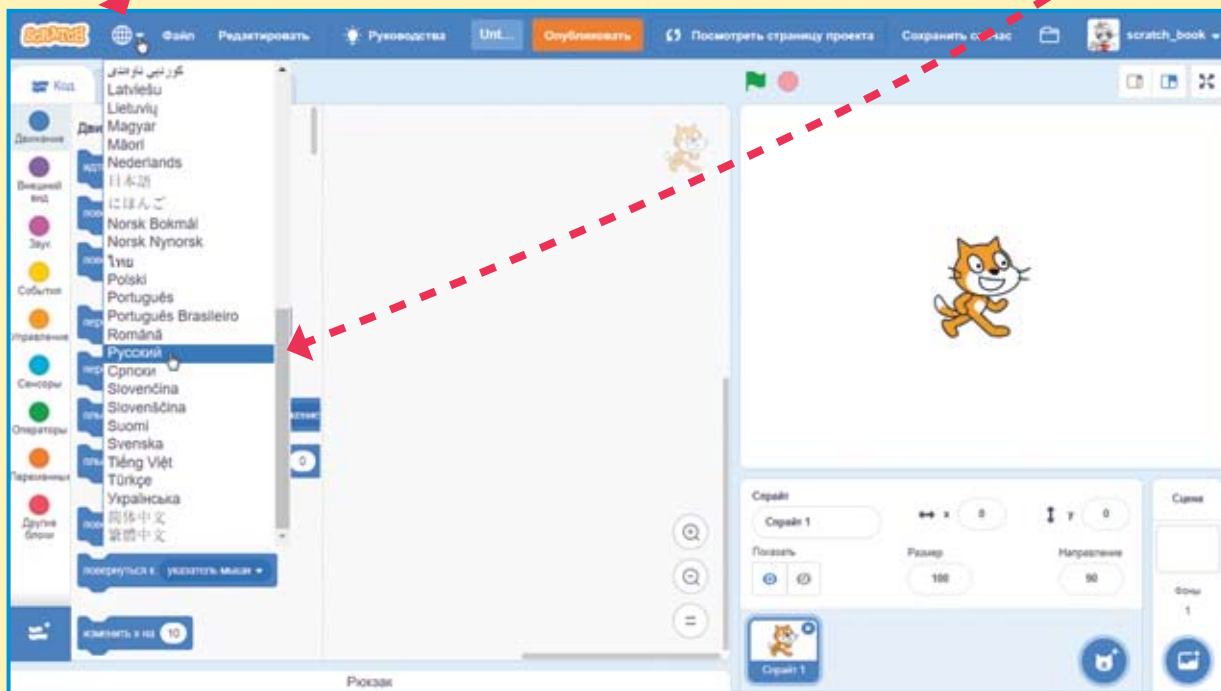 SCRATCH Файл Редактировать Руководства Unt... Опубликовать Посмотреть страницу проекта Сохранить сейчас scratch_book
Код
Движение
Внешний вид
Звук
События
Управление
Сенсоры
Операторы
Переменные
Другие блоки
كوردیی ناوەندی
Latviešu
Lietuvių
Magyar
Māori
Nederlands
日本語
にほんご
Norsk Bokmål
Norsk Nynorsk
ไทย
Polski
Português
Português Brasileiro
Română
Русский
Српски
Slovenčina
Slovenščina
Suomi
Svenska
Tiếng Việt
Türkçe
Українська
简体中文
繁體中文
0
повернуться к указатель мыши
изменить x на 10
Рюкзак
Спрайт
Спрайт 1
x 0
y 0
Показать
Размер
100
Направление
90
Спрайт 1
Сцена
Фоны
1